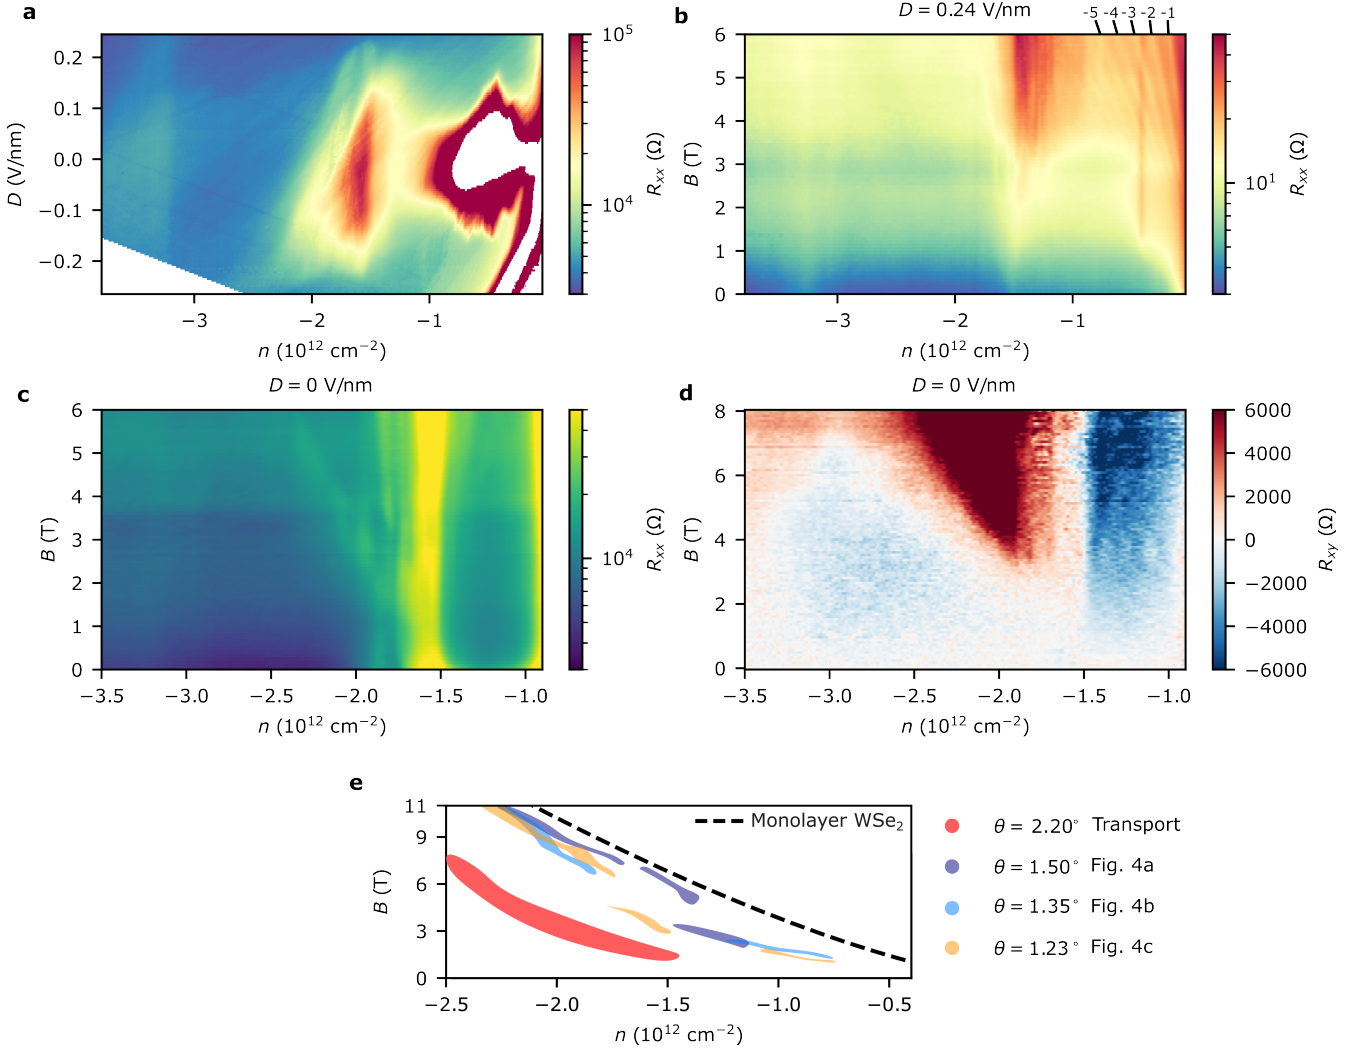 a
0.2
0.1
0.0
−0.1
−0.2
D (V/nm)
−3
−2
−1
n (10¹² cm⁻²)
10⁵
10⁴
Rxx (Ω)
b
D = 0.24 V/nm
-5 -4 -3 -2 -1
6
5
4
3
2
1
0
B (T)
−3
−2
−1
n (10¹² cm⁻²)
10¹
Rxx (Ω)
c
D = 0 V/nm
6
5
4
3
2
1
0
B (T)
−3.5
−3.0
−2.5
−2.0
−1.5
−1.0
n (10¹² cm⁻²)
10⁴
Rxx (Ω)
d
D = 0 V/nm
8
6
4
2
0
B (T)
−3.5
−3.0
−2.5
−2.0
−1.5
−1.0
n (10¹² cm⁻²)
6000
4000
2000
0
−2000
−4000
−6000
Rxy (Ω)
e
11
9
6
3
0
B (T)
−2.5
−2.0
−1.5
−1.0
−0.5
n (10¹² cm⁻²)
Monolayer WSe₂
θ = 2.20° Transport
θ = 1.50° Fig. 4a
θ = 1.35° Fig. 4b
θ = 1.23° Fig. 4c